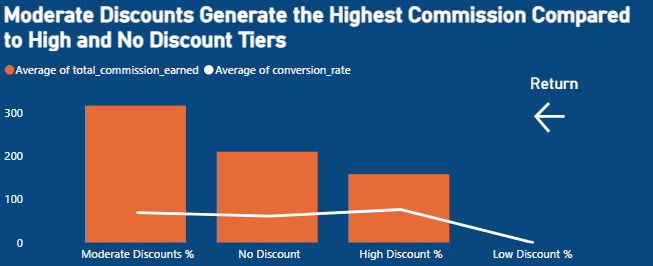 Moderate Discounts Generate the Highest Commission Compared
to High and No Discount Tiers
Average of total_commission_earned Average of conversion_rate
Return
300
200
100
0
Moderate Discounts % No Discount High Discount % Low Discount %